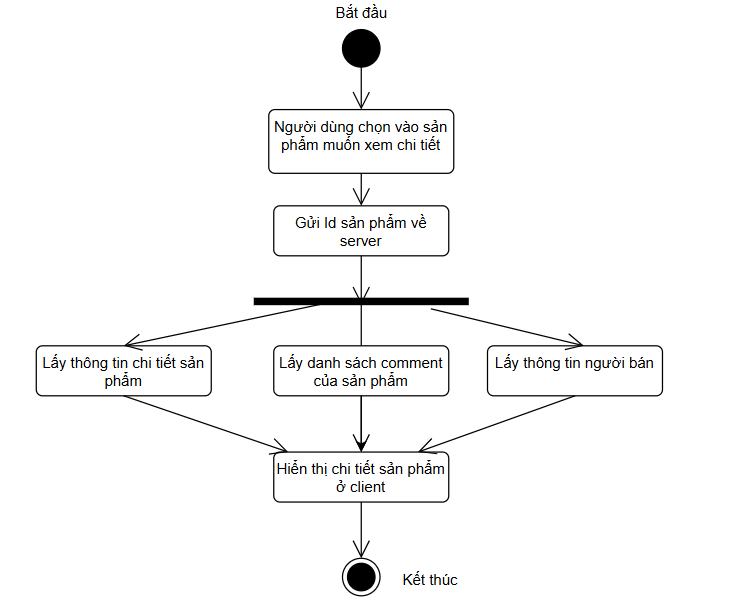 Bắt đầu
Người dùng chọn vào sản
phẩm muốn xem chi tiết
Gửi Id sản phẩm về
server
Lấy thông tin chi tiết sản
phẩm
Lấy danh sách comment
của sản phẩm
Lấy thông tin người bán
Hiển thị chi tiết sản phẩm
ở client
Kết thúc